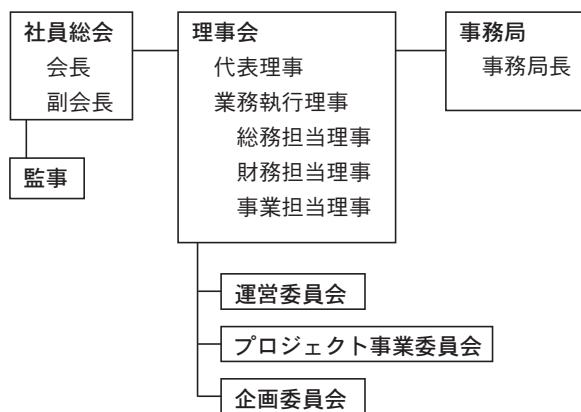 社員総会
会長
副会長
監事
理事会
代表理事
業務執行理事
総務担当理事
財務担当理事
事業担当理事
事務局
事務局長
運営委員会
プロジェクト事業委員会
企画委員会